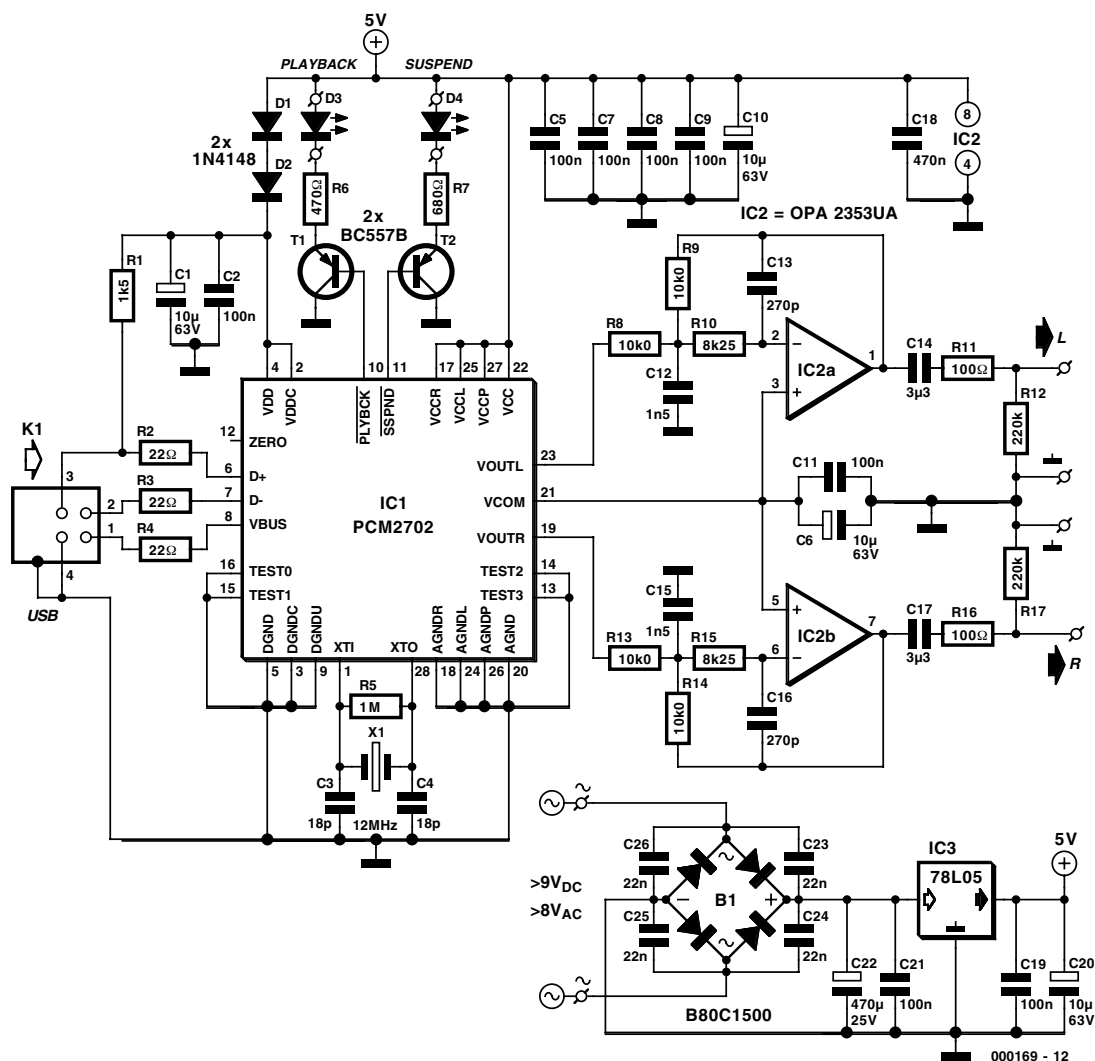 5V
PLAYBACK
SUSPEND
D1
D3
D4
2x
1N4148
D2
R6
470Ω
R7
680Ω
2x
BC557B
T1
T2
C5
100n
C7
100n
C8
100n
C9
100n
C10
10µ
63V
C18
470n
8
IC2
4
IC2 = OPA 2353UA
R1
1k5
C1
10µ
63V
C2
100n
4
2
10
11
17
25
27
22
VDD
VDDC
PLYBCK
SSPND
VCCR
VCCL
VCCP
VCC
K1
3
2
1
4
USB
R2
22Ω
R3
22Ω
R4
22Ω
12
ZERO
6
D+
7
D-
8
VBUS
16
TEST0
15
TEST1
IC1
PCM2702
VOUTL
23
VCOM
21
VOUTR
19
TEST2
14
TEST3
13
DGND
DGNDC
DGNDU
XTI
XTO
AGNDR
AGNDL
AGNDP
AGND
5
3
9
1
28
18
24
26
20
R5
1M
X1
C3
18p
12MHz
C4
18p
R9
10k0
C13
270p
R8
10k0
R10
8k25
C12
1n5
2
–
3
+
IC2a
1
C14
3µ3
R11
100Ω
L
R12
220k
C11
100n
C6
10µ
63V
220k
R17
C15
1n5
R13
10k0
R15
8k25
R14
10k0
C16
270p
5
+
6
–
IC2b
7
C17
3µ3
R16
100Ω
R
~
~
>9VDC
>8VAC
C26
22n
C23
22n
C25
22n
C24
22n
~
–
B1
+
~
B80C1500
IC3
78L05
5V
C22
470µ
25V
C21
100n
C19
100n
C20
10µ
63V
000169 - 12